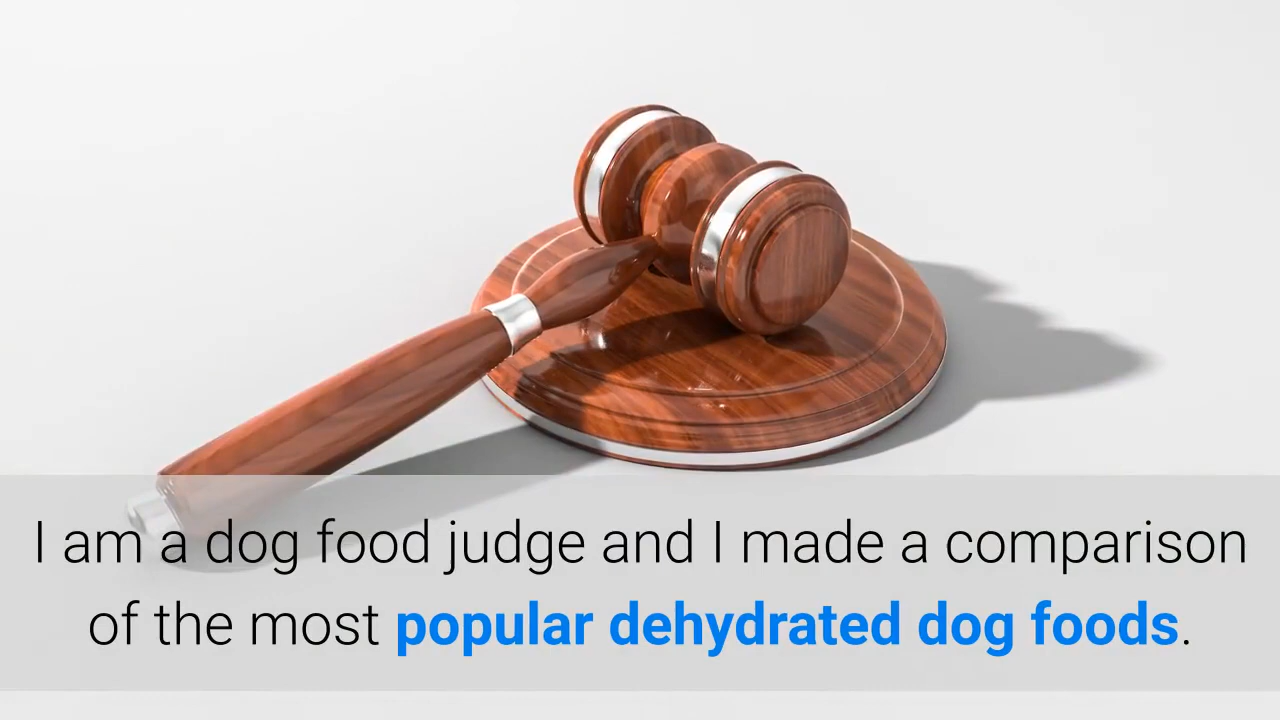 I am a dog food judge and I made a comparison
of the most popular dehydrated dog foods.